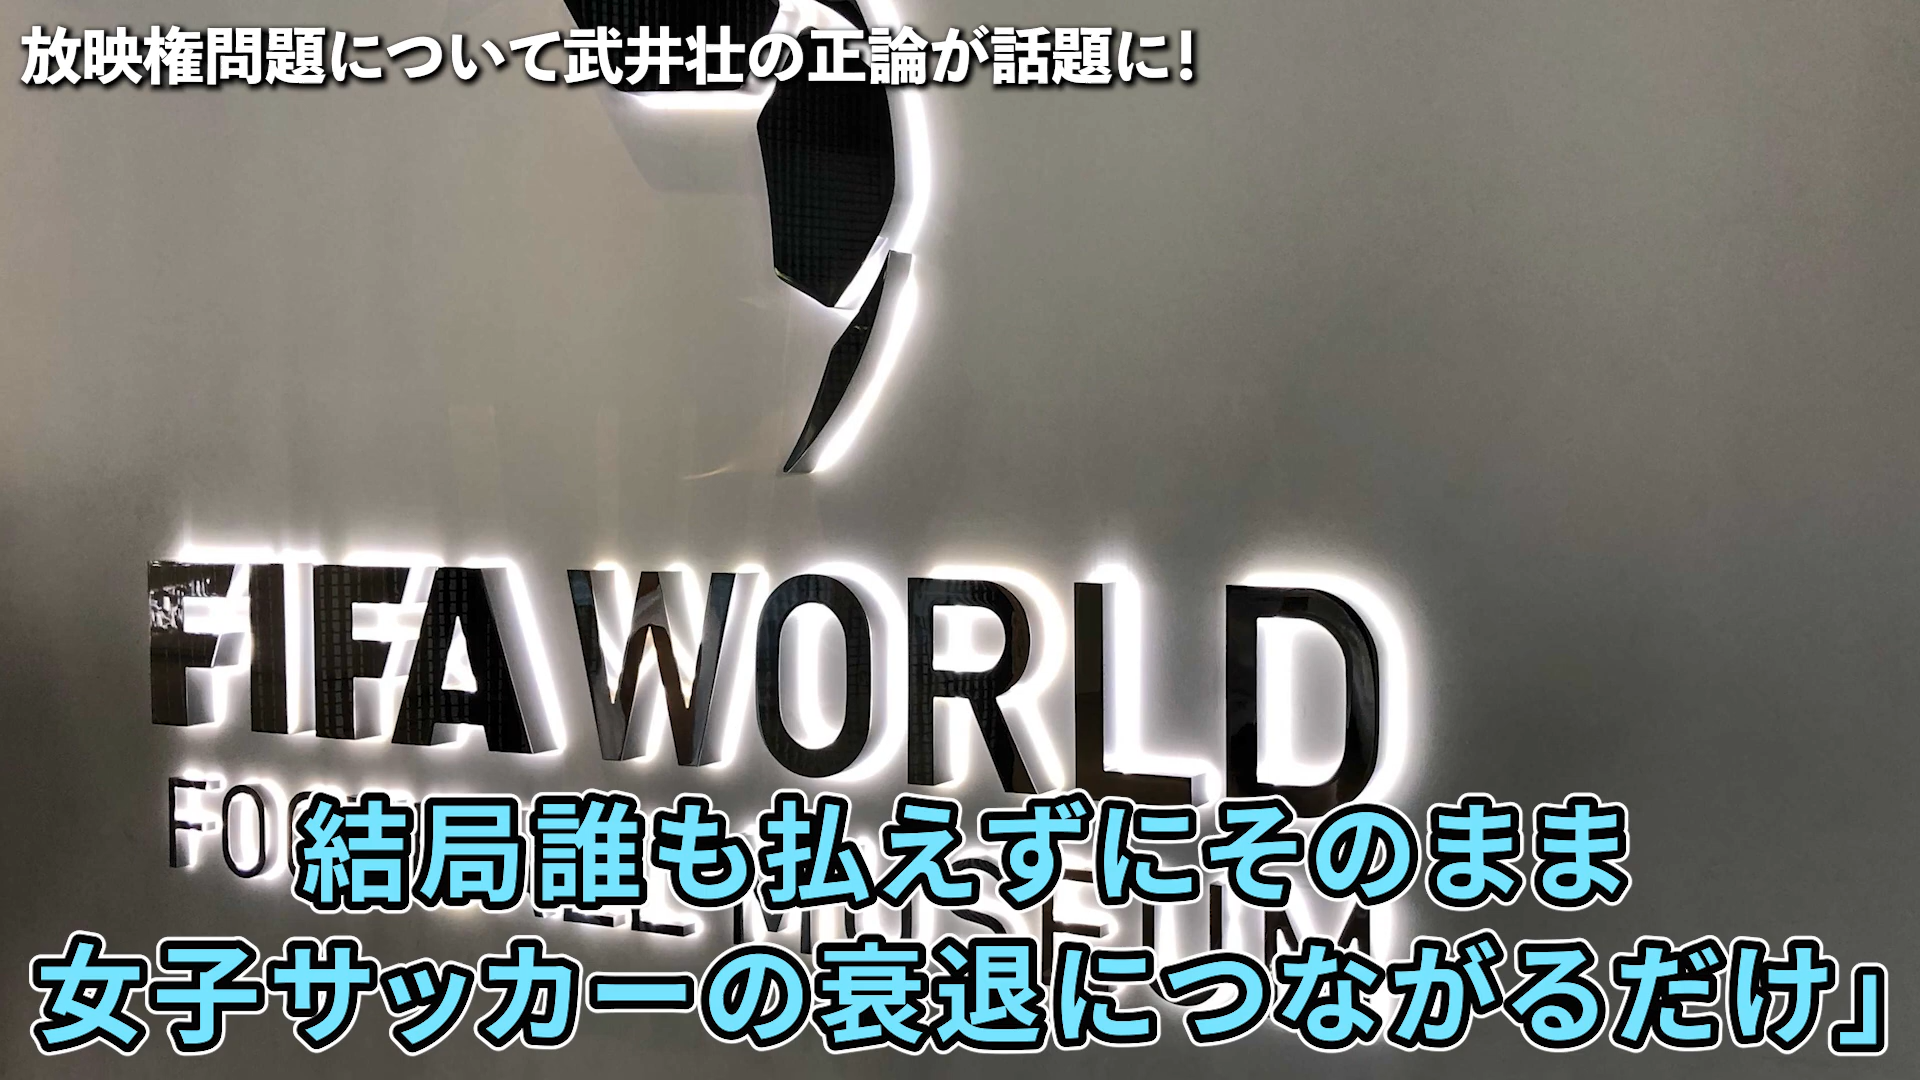 放映権問題について武井壮の正論が話題に！
FIFA WORLD
結局誰も払えずにそのまま
女子サッカーの衰退につながるだけ」